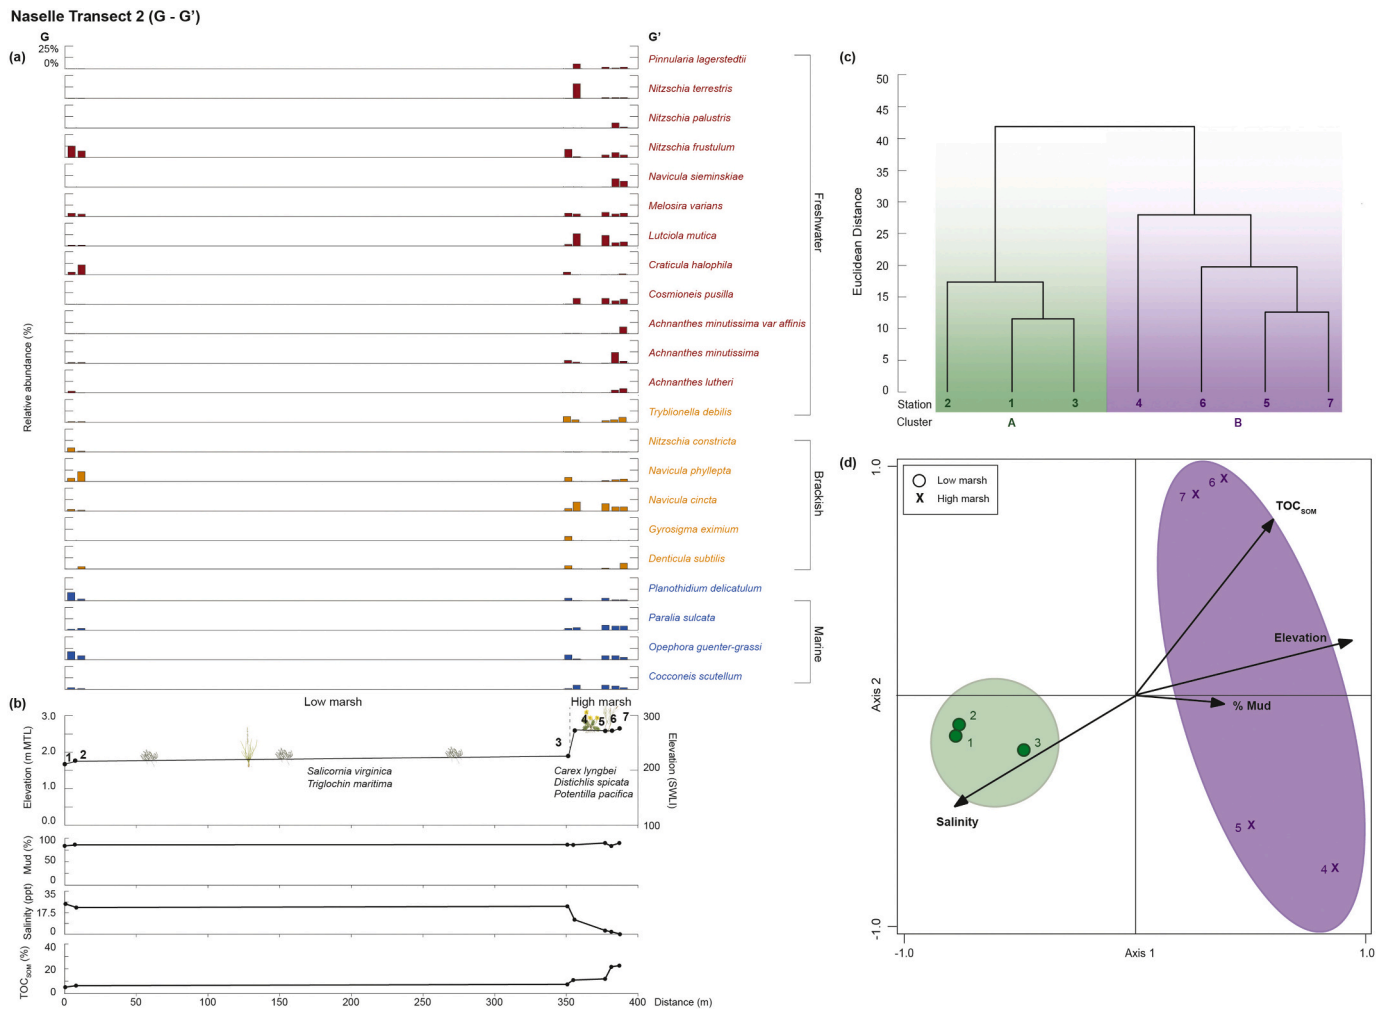 Naselle Transect 2 (G - G’)
(a)
G
G’
25%
0%
Relative abundance (%)
Pinnularia lagerstedtii
Nitzschia terrestris
Nitzschia palustris
Nitzschia frustulum
Navicula sieminskiae
Melosira varians
Lutciola mutica
Craticula halophila
Cosmioneis pusilla
Achnanthes minutissima var affinis
Achnanthes minutissima
Achnanthes lutheri
Tryblionella debilis
Freshwater
Nitzschia constricta
Navicula phyllepta
Navicula cincta
Gyrosigma eximium
Denticula subtilis
Brackish
Planothidium delicatulum
Paralia sulcata
Opephora guenter-grassi
Cocconeis scutellum
Marine
(b)
Low marsh
High marsh
Elevation (m MTL)
3.0
2.0
1.0
0.0
1 2
3
4 5 6 7
Salicornia virginica
Triglochin maritima
Carex lyngbei
Distichlis spicata
Potentilla pacifica
300
200
100
Elevation (SWLI)
Mud (%)
100
50
0
Salinity (ppt)
35
17.5
0
TOCSOM (%)
40
20
0
0 50 100 150 200 250 300 350 400 Distance (m)
(c)
Euclidean Distance
50
45
40
35
30
25
20
15
10
5
0
Station 2 1 3 4 6 5 7
Cluster A B
(d)
Low marsh
X High marsh
1.0
Axis 2
-1.0
-1.0 Axis 1 1.0
7 X 6 X
TOCSOM
Elevation
% Mud
2
1
3
Salinity
5 X
4 X